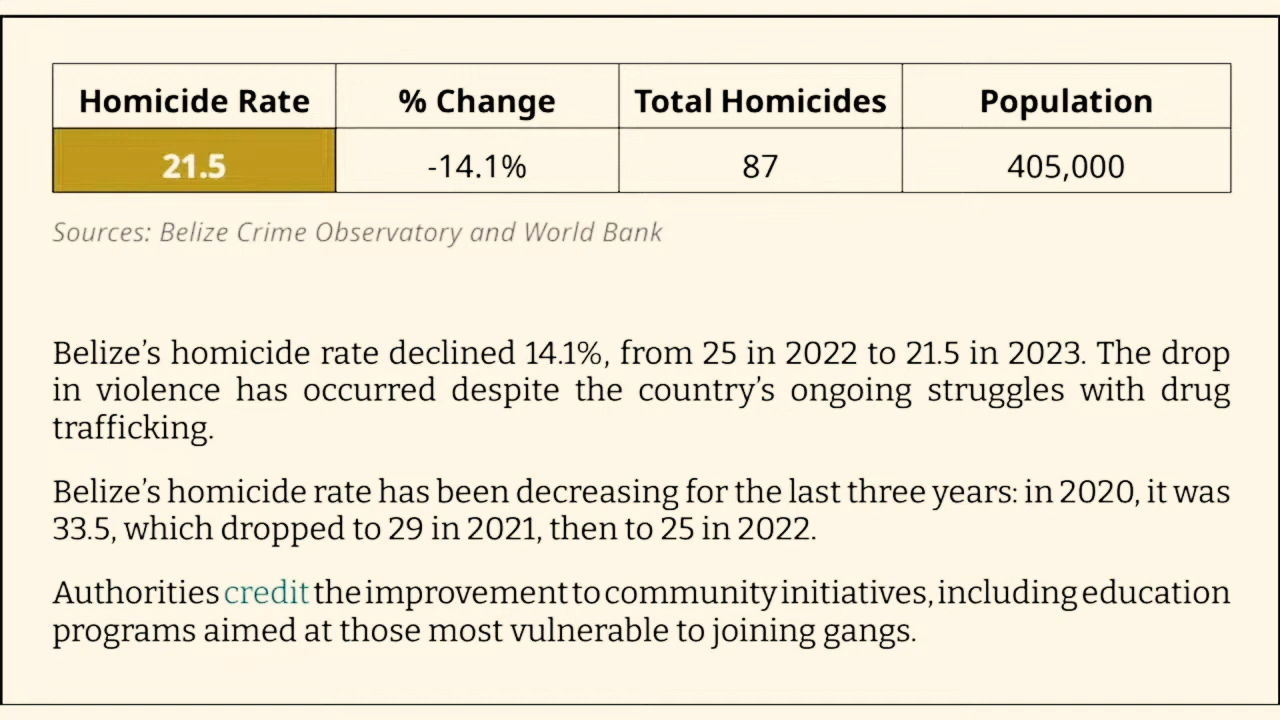 Homicide Rate % Change Total Homicides Population
21.5 -14.1% 87 405,000
Sources: Belize Crime Observatory and World Bank
Belize’s homicide rate declined 14.1%, from 25 in 2022 to 21.5 in 2023. The drop
in violence has occurred despite the country’s ongoing struggles with drug
trafficking.
Belize’s homicide rate has been decreasing for the last three years: in 2020, it was
33.5, which dropped to 29 in 2021, then to 25 in 2022.
Authorities credit the improvement to community initiatives, including education
programs aimed at those most vulnerable to joining gangs.